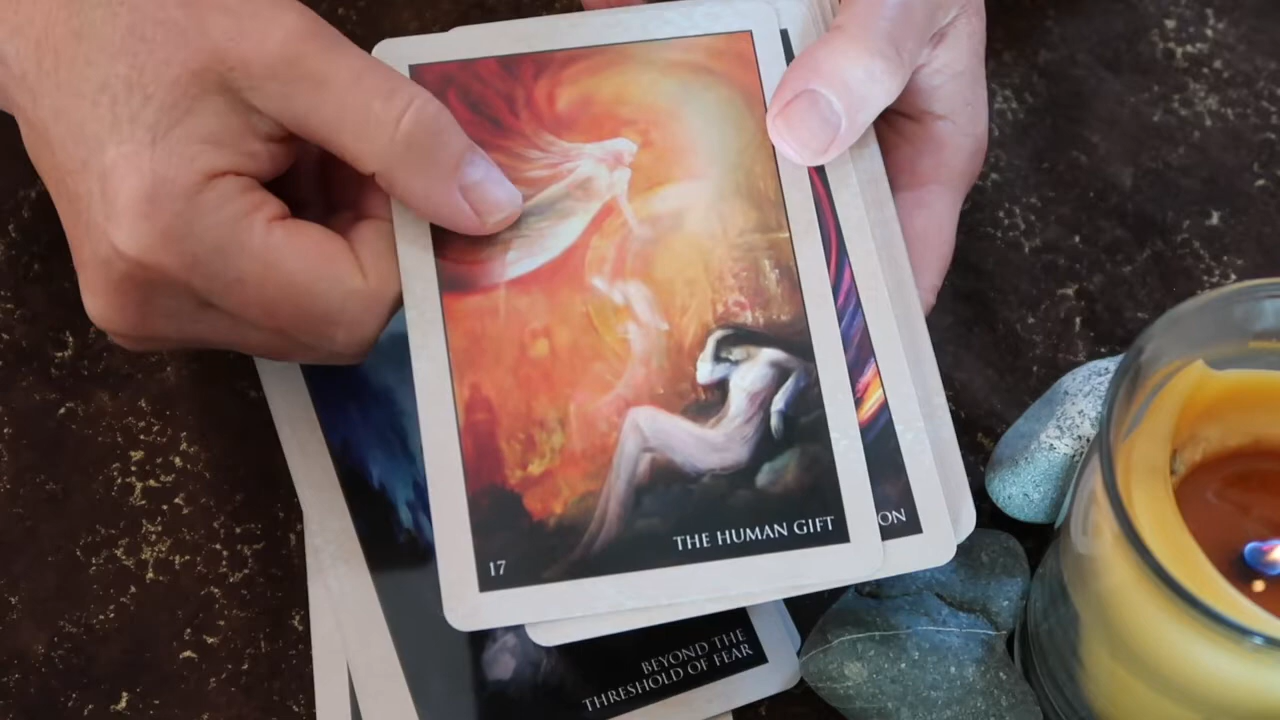 17
THE HUMAN GIFT
ON
BEYOND THE
THRESHOLD OF FEAR